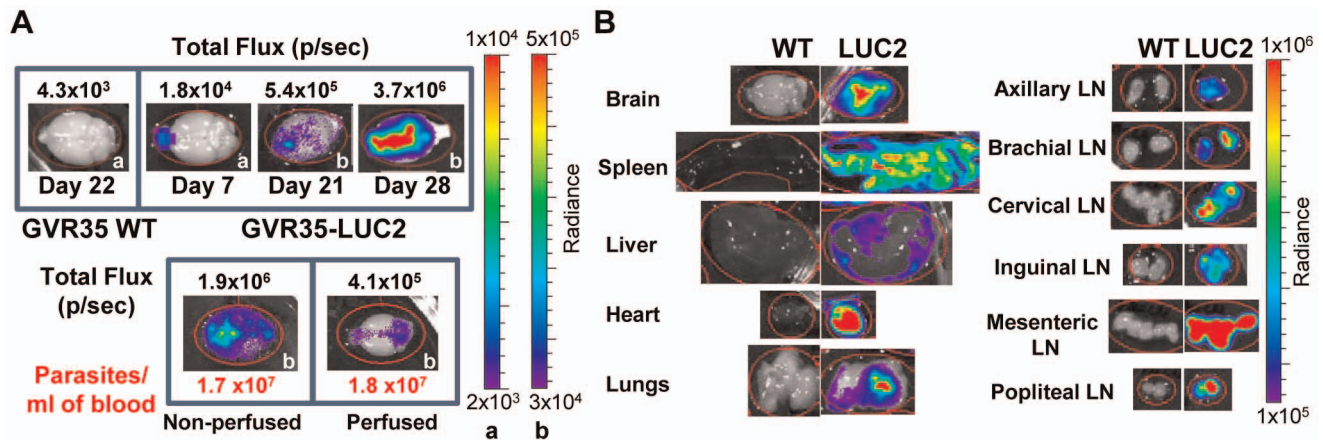 A
Total Flux (p/sec)
4.3x10³ 1.8x10⁴ 5.4x10⁵ 3.7x10⁶
a a b b
Day 22 Day 7 Day 21 Day 28
GVR35 WT GVR35-LUC2
Total Flux
(p/sec)
1.9x10⁶ 4.1x10⁵
b b
Parasites/
ml of blood
1.7 x10⁷ 1.8 x10⁷
Non-perfused Perfused
1x10⁴ 5x10⁵
Radiance
2x10³ 3x10⁴
a b
B
WT LUC2
Brain
Spleen
Liver
Heart
Lungs
WT LUC2
Axillary LN
Brachial LN
Cervical LN
Inguinal LN
Mesenteric
LN
Popliteal LN
1x10⁶
Radiance
1x10⁵